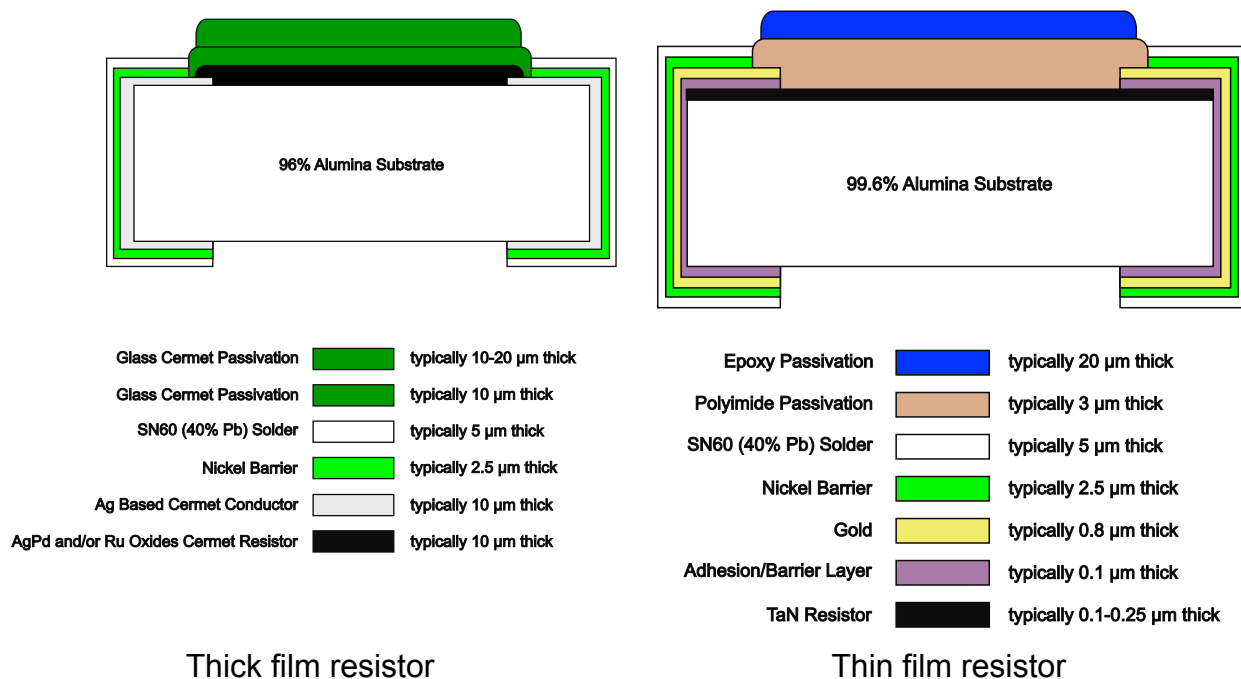 96% Alumina Substrate
Glass Cermet Passivation typically 10-20 µm thick
Glass Cermet Passivation typically 10 µm thick
SN60 (40% Pb) Solder typically 5 µm thick
Nickel Barrier typically 2.5 µm thick
Ag Based Cermet Conductor typically 10 µm thick
AgPd and/or Ru Oxides Cermet Resistor typically 10 µm thick
Thick film resistor
99.6% Alumina Substrate
Epoxy Passivation typically 20 µm thick
Polyimide Passivation typically 3 µm thick
SN60 (40% Pb) Solder typically 5 µm thick
Nickel Barrier typically 2.5 µm thick
Gold typically 0.8 µm thick
Adhesion/Barrier Layer typically 0.1 µm thick
TaN Resistor typically 0.1-0.25 µm thick
Thin film resistor